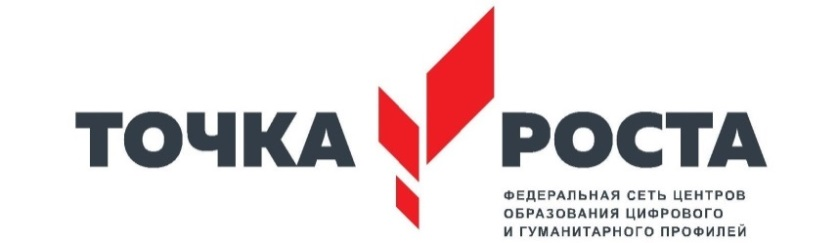 ТОЧКА РОСТА
ФЕДЕРАЛЬНАЯ СЕТЬ ЦЕНТРОВ
ОБРАЗОВАНИЯ ЦИФРОВОГО
И ГУМАНИТАРНОГО ПРОФИЛЕЙ